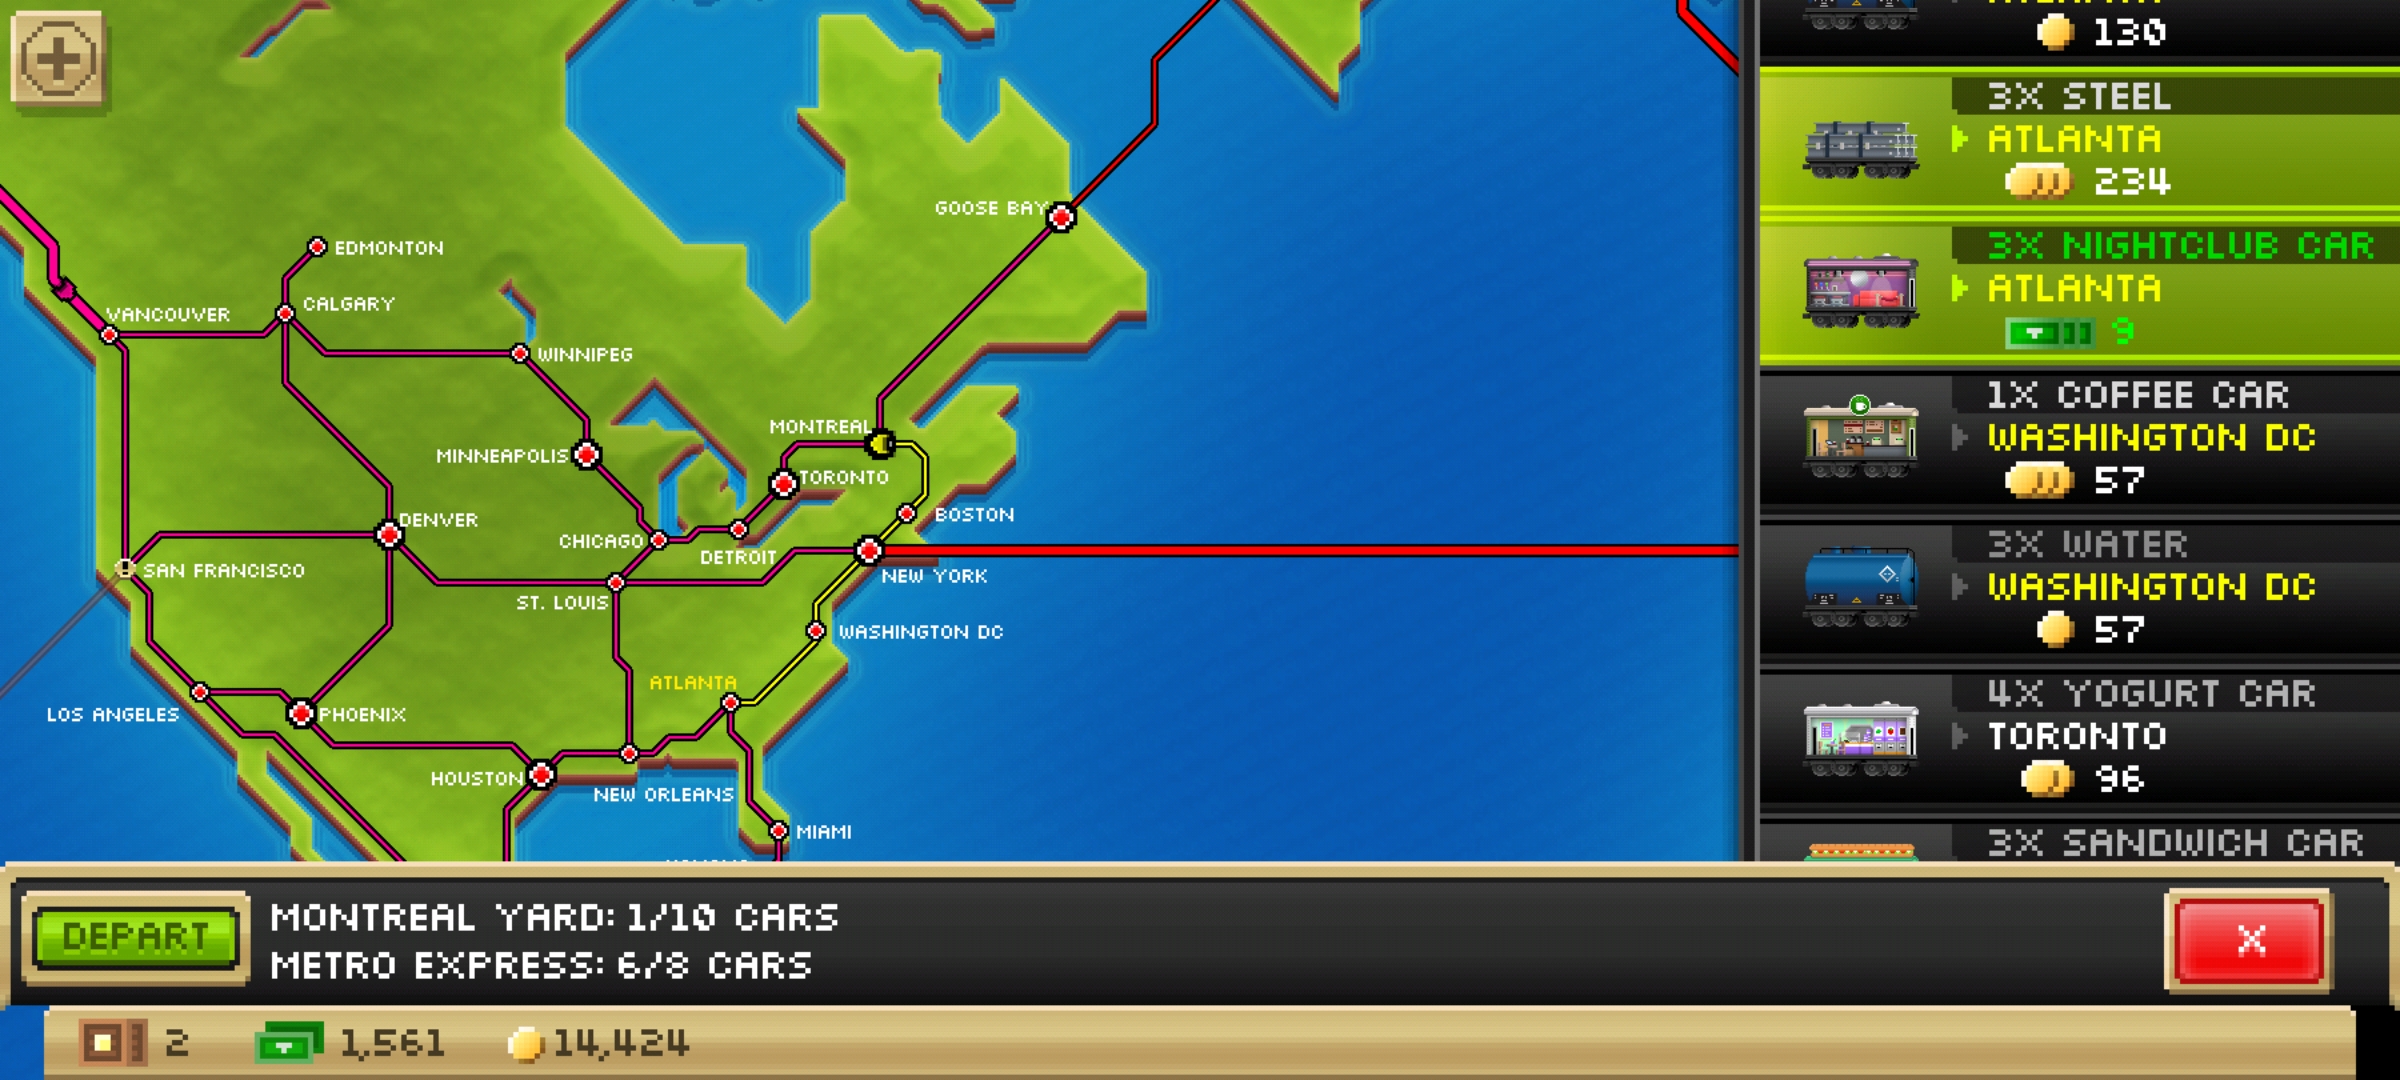 GOOSE BAY
EDMONTON
CALGARY
VANCOUVER
WINNIPEG
MONTREAL
MINNEAPOLIS
TORONTO
DENVER
BOSTON
CHICAGO
DETROIT
SAN FRANCISCO
NEW YORK
ST. LOUIS
WASHINGTON DC
ATLANTA
LOS ANGELES
PHOENIX
HOUSTON
NEW ORLEANS
MIAMI
ATLANTA
130
3X STEEL
ATLANTA
234
3X NIGHTCLUB CAR
ATLANTA
9
1X COFFEE CAR
WASHINGTON DC
57
3X WATER
WASHINGTON DC
57
4X YOGURT CAR
TORONTO
96
3X SANDWICH CAR
DEPART
MONTREAL YARD: 1/10 CARS
METRO EXPRESS: 6/8 CARS
X
2
1,561
14,424